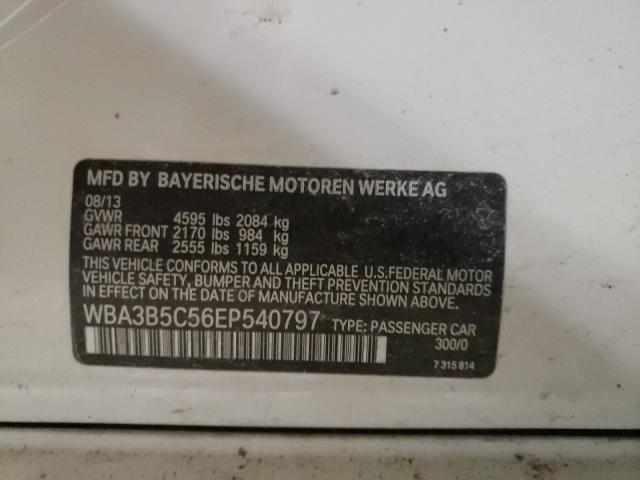 MFD BY BAYERISCHE MOTOREN WERKE AG
08/13
GVWR 4595 lbs 2084 kg
GAWR FRONT 2170 lbs 984 kg
GAWR REAR 2555 lbs 1159 kg
THIS VEHICLE CONFORMS TO ALL APPLICABLE U.S.FEDERAL MOTOR
VEHICLE SAFETY, BUMPER AND THEFT PREVENTION STANDARDS
IN EFFECT ON THE DATE OF MANUFACTURE SHOWN ABOVE.
WBA3B5C56EP540797 TYPE: PASSENGER CAR
300/0
7 315 814